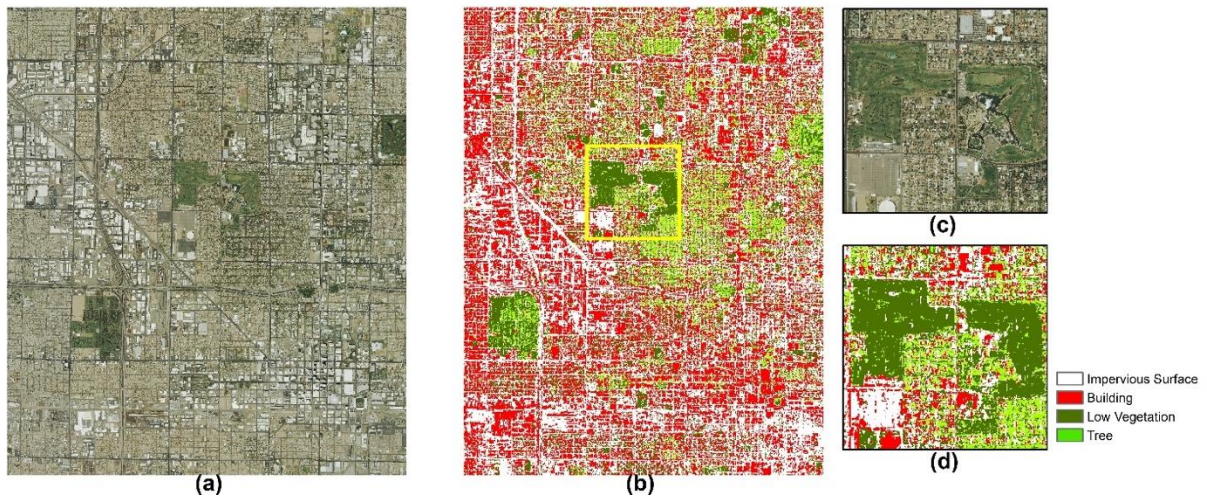 (a)
(b)
(c)
(d)
Impervious Surface
Building
Low Vegetation
Tree